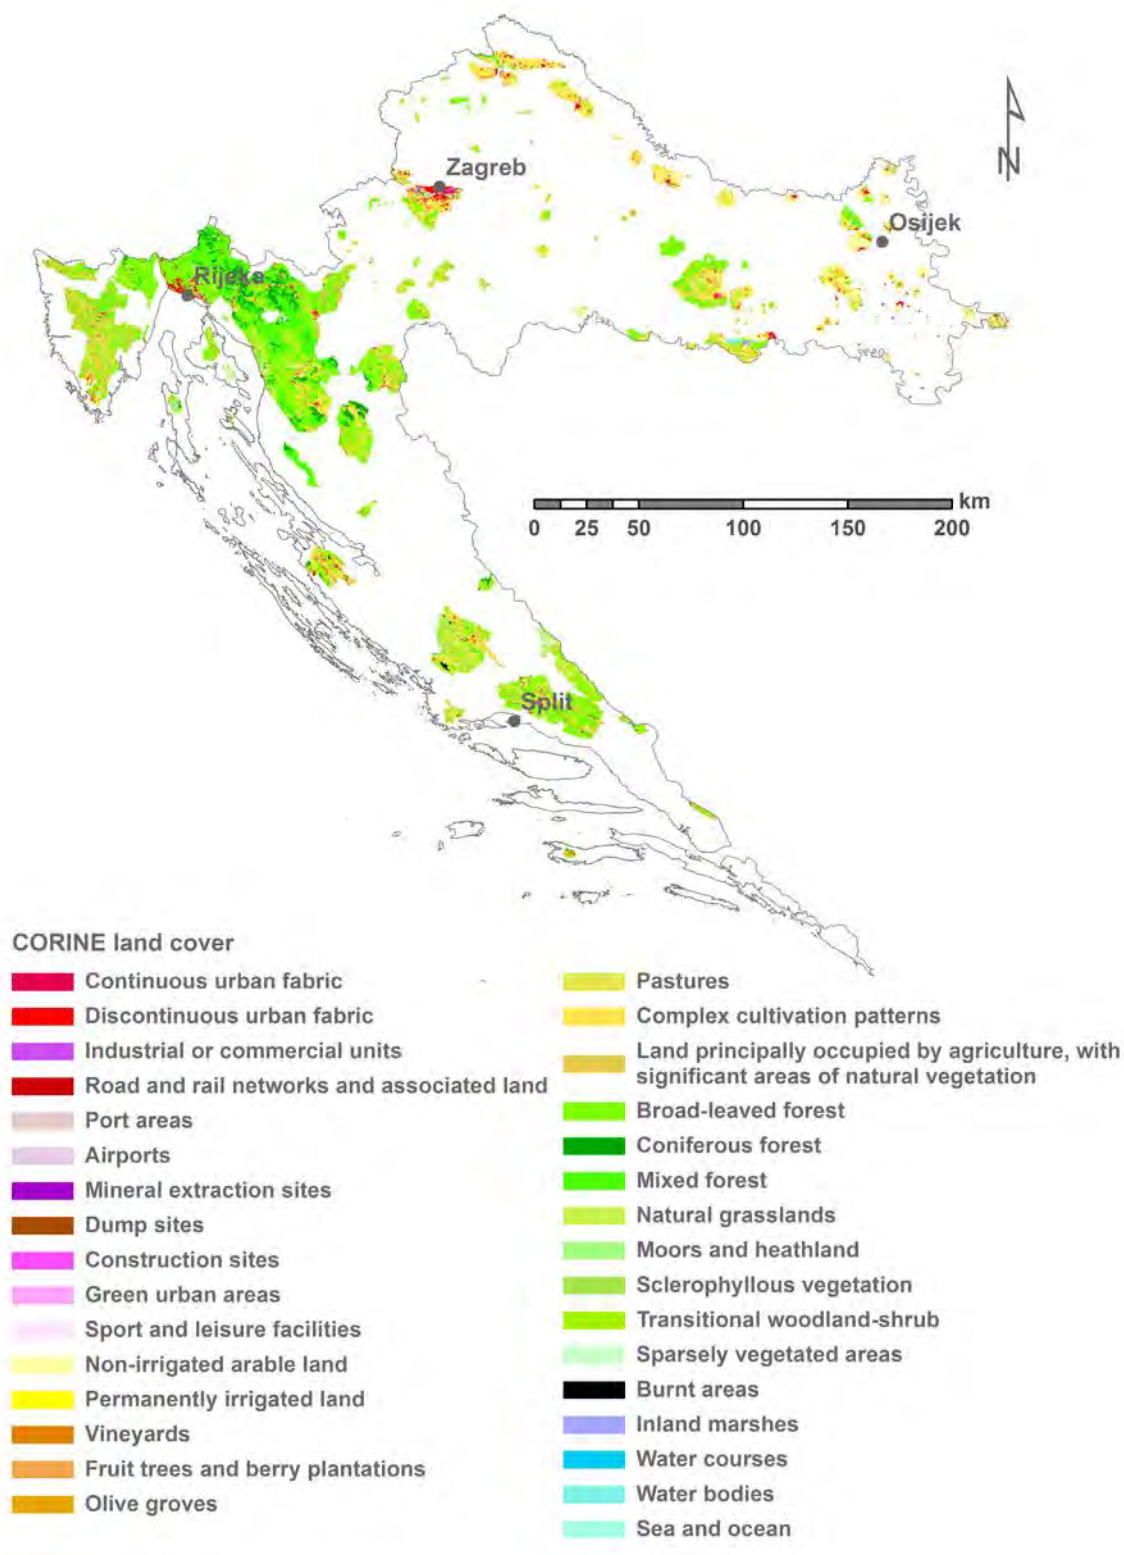 Zagreb
N
Osijek
Rijeka
km
0 25 50 100 150 200
Split
CORINE land cover
Continuous urban fabric
Discontinuous urban fabric
Industrial or commercial units
Road and rail networks and associated land
Port areas
Airports
Mineral extraction sites
Dump sites
Construction sites
Green urban areas
Sport and leisure facilities
Non-irrigated arable land
Permanently irrigated land
Vineyards
Fruit trees and berry plantations
Olive groves
Pastures
Complex cultivation patterns
Land principally occupied by agriculture, with
significant areas of natural vegetation
Broad-leaved forest
Coniferous forest
Mixed forest
Natural grasslands
Moors and heathland
Sclerophyllous vegetation
Transitional woodland-shrub
Sparsely vegetated areas
Burnt areas
Inland marshes
Water courses
Water bodies
Sea and ocean